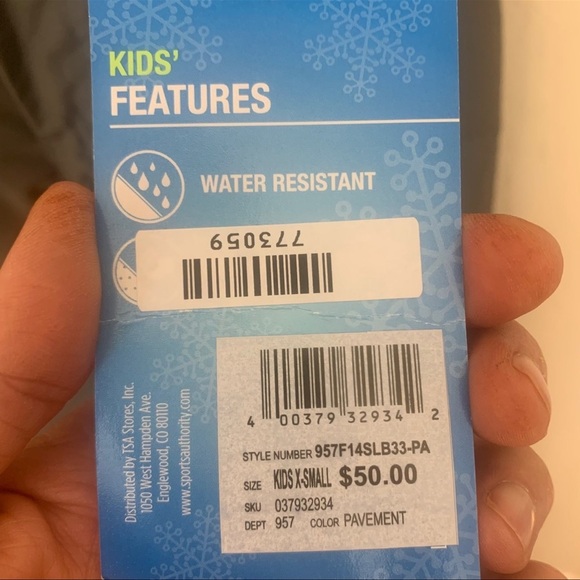 KIDS'
FEATURES
WATER RESISTANT
773059
4 00379 32934 2
STYLE NUMBER 957F14SLB33-PA
SIZE KIDS X-SMALL $50.00
SKU 037932934
DEPT 957 COLOR PAVEMENT
Distributed by TSA Stores, Inc.
1050 West Hampden Ave.
Englewood, CO 80110
www.sportsauthority.com